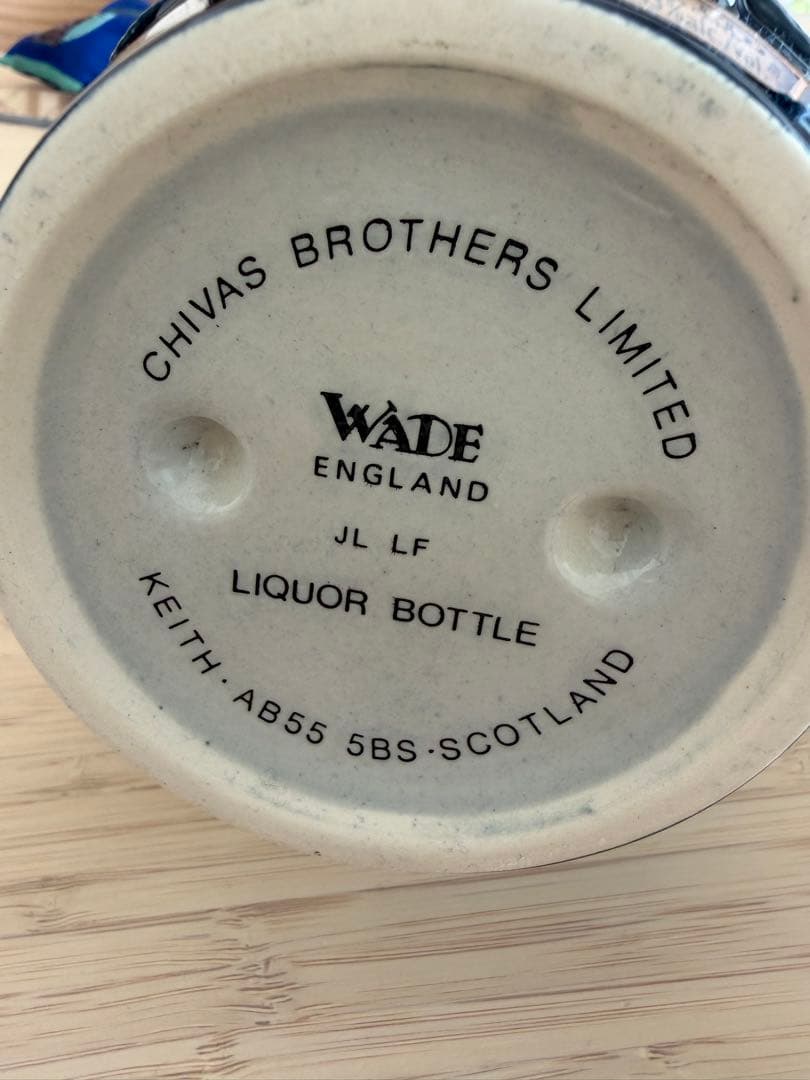 CHIVAS BROTHERS LIMITED
WADE
ENGLAND
JL LF
LIQUOR BOTTLE
KEITH · AB55 5BS · SCOTLAND